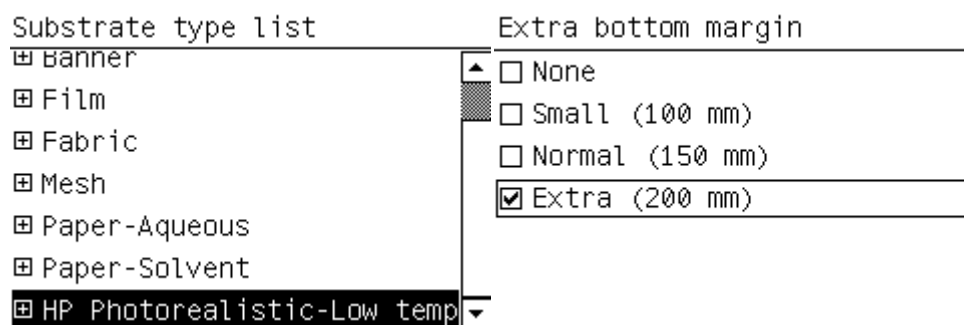 Substrate type list
Banner
Film
Fabric
Mesh
Paper-Aqueous
Paper-Solvent
HP Photorealistic-Low temp
Extra bottom margin
None
Small (100 mm)
Normal (150 mm)
Extra (200 mm)